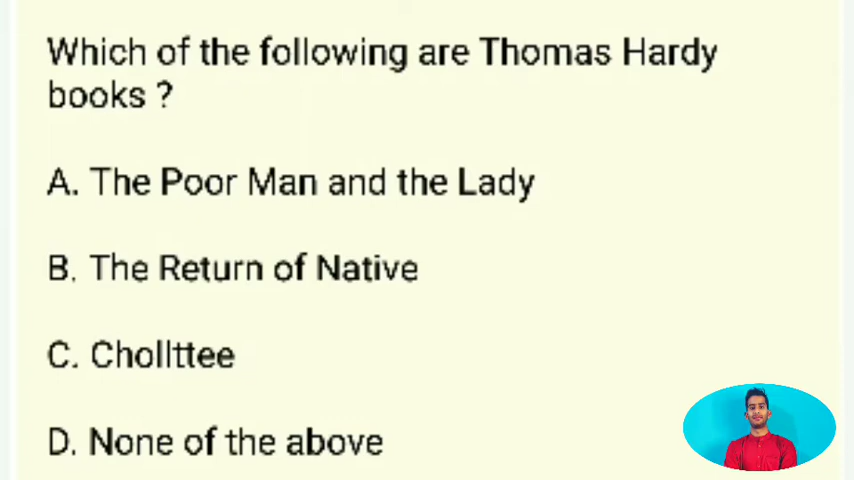 Which of the following are Thomas Hardy
books ?
A. The Poor Man and the Lady
B. The Return of Native
C. Chollttee
D. None of the above